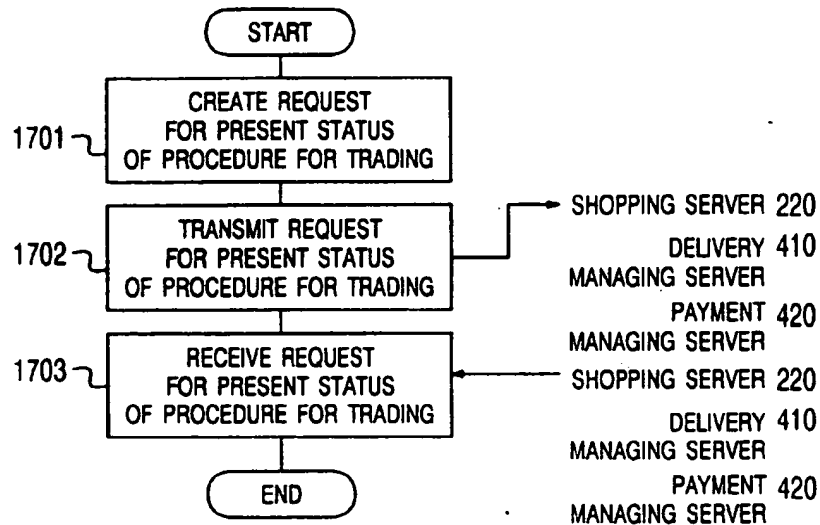 START
CREATE REQUEST
FOR PRESENT STATUS
OF PROCEDURE FOR TRADING
1701
TRANSMIT REQUEST
FOR PRESENT STATUS
OF PROCEDURE FOR TRADING
1702
SHOPPING SERVER 220
DELIVERY 410
MANAGING SERVER
PAYMENT 420
MANAGING SERVER
RECEIVE REQUEST
FOR PRESENT STATUS
OF PROCEDURE FOR TRADING
1703
SHOPPING SERVER 220
DELIVERY 410
MANAGING SERVER
PAYMENT 420
MANAGING SERVER
END